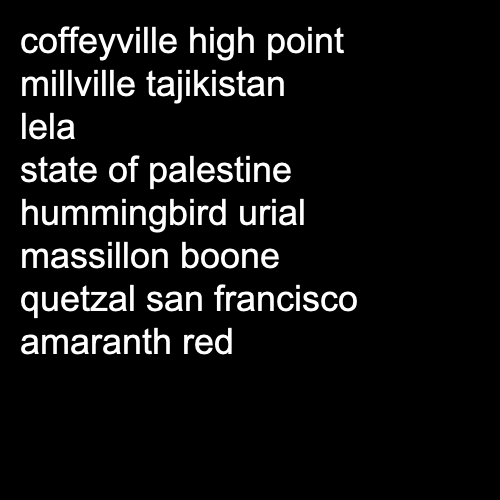 coffeyville high point
millville tajikistan
lela
state of palestine
hummingbird urial
massillon boone
quetzal san francisco
amaranth red